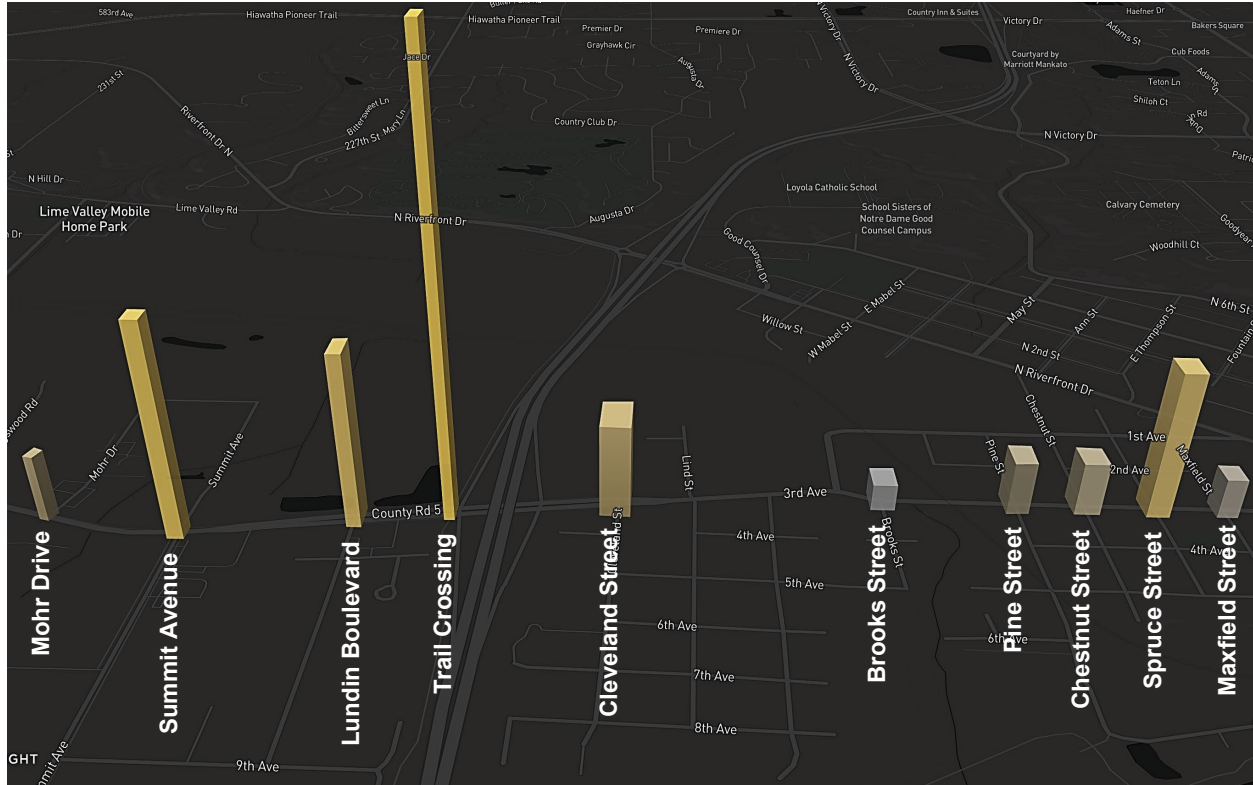 583rd Ave
Hiawatha Pioneer Trail
Hiawatha Pioneer Trail
Premier Dr
Premiere Dr
Grayhawk Cir
N Victory Dr
Country Inn & Suites
Victory Dr
Haefner Dr
Adams St
Bakers Square
Jace Dr
Augusta Dr
N Victory Dr
Courtyard by
Marriott Mankato
Cub Foods
Adams St
Teton Ln
Shiloh Ct
231st St
Riverfront Dr N
Bittersweet Ln
227th St
Mary Ln
Country Club Dr
N Victory Dr
N Hill Dr
Loyola Catholic School
Lime Valley Mobile
Home Park
Lime Valley Rd
N Riverfront Dr
Augusta Dr
School Sisters of
Notre Dame Good
Counsel Campus
Calvary Cemetery
Woodhill Ct
Good Counsel Dr
Willow St
W Mabel St
E Mabel St
May St
Ann St
E Thompson St
N 6th St
N 2nd St
N Riverfront Dr
Mohr Dr
Summit Ave
Lind St
Chestnut St
Pine St
1st Ave
2nd Ave
Maxfield St
County Rd 5
3rd Ave
4th Ave
Brooks St
5th Ave
6th Ave
6th Ave
7th Ave
8th Ave
9th Ave
Mohr Drive
Summit Avenue
Lundin Boulevard
Trail Crossing
Cleveland Street
Brooks Street
Pine Street
Chestnut Street
Spruce Street
Maxfield Street